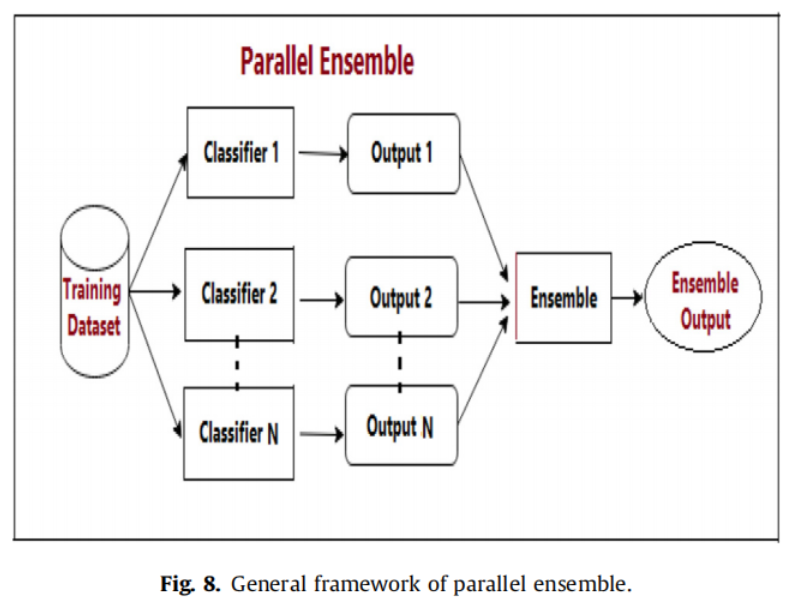 Parallel Ensemble
Classifier 1
Output 1
Training
Dataset
Classifier 2
Output 2
Ensemble
Ensemble
Output
Classifier N
Output N
Fig. 8. General framework of parallel ensemble.